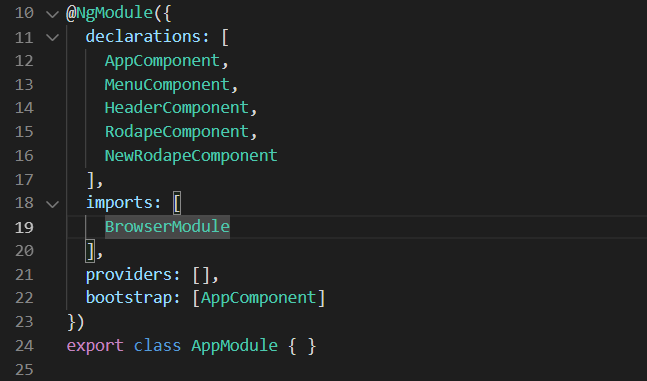 10 @NgModule({
11 declarations: [
12 AppComponent,
13 MenuComponent,
14 HeaderComponent,
15 RodapeComponent,
16 NewRodapeComponent
17 ],
18 imports: [
19 BrowserModule
20 ],
21 providers: [],
22 bootstrap: [AppComponent]
23 })
24 export class AppModule { }
25